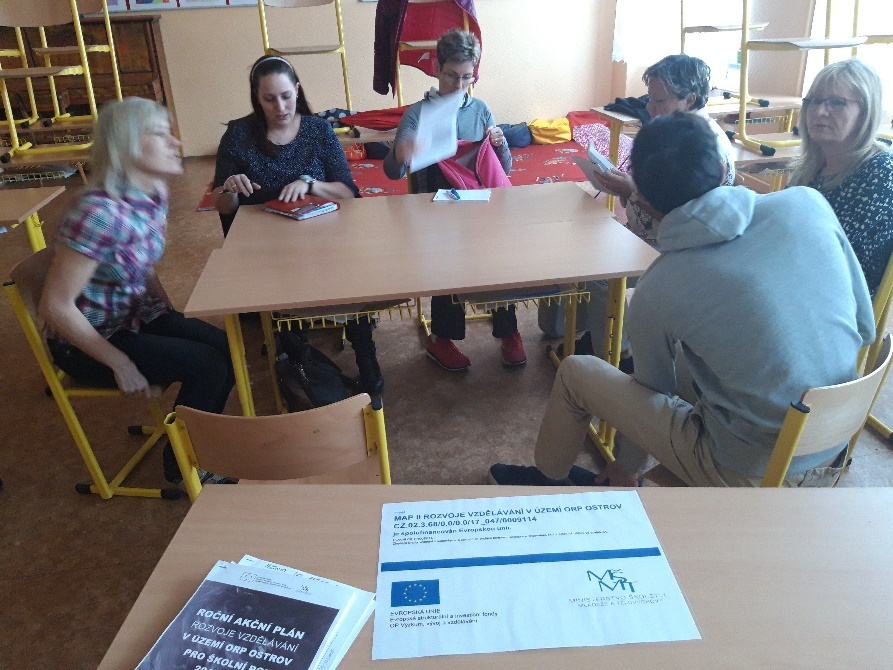 MAP II ROZVOJE VZDĚLÁVÁNÍ V ÚZEMÍ ORP OSTROV
CZ.02.3.68/0.0/0.0/17_047/0009114
je spolufinancován Evropskou unií.
EVROPSKÁ UNIE
Evropské strukturální a investiční fondy
OP Výzkum, vývoj a vzdělávání
MINISTERSTVO ŠKOLSTVÍ,
MLÁDEŽE A TĚLOVÝCHOVY
ROČNÍ AKČNÍ PLÁN
ROZVOJE VZDĚLÁVÁNÍ
V ÚZEMÍ ORP OSTROV
PRO ŠKOLNÍ